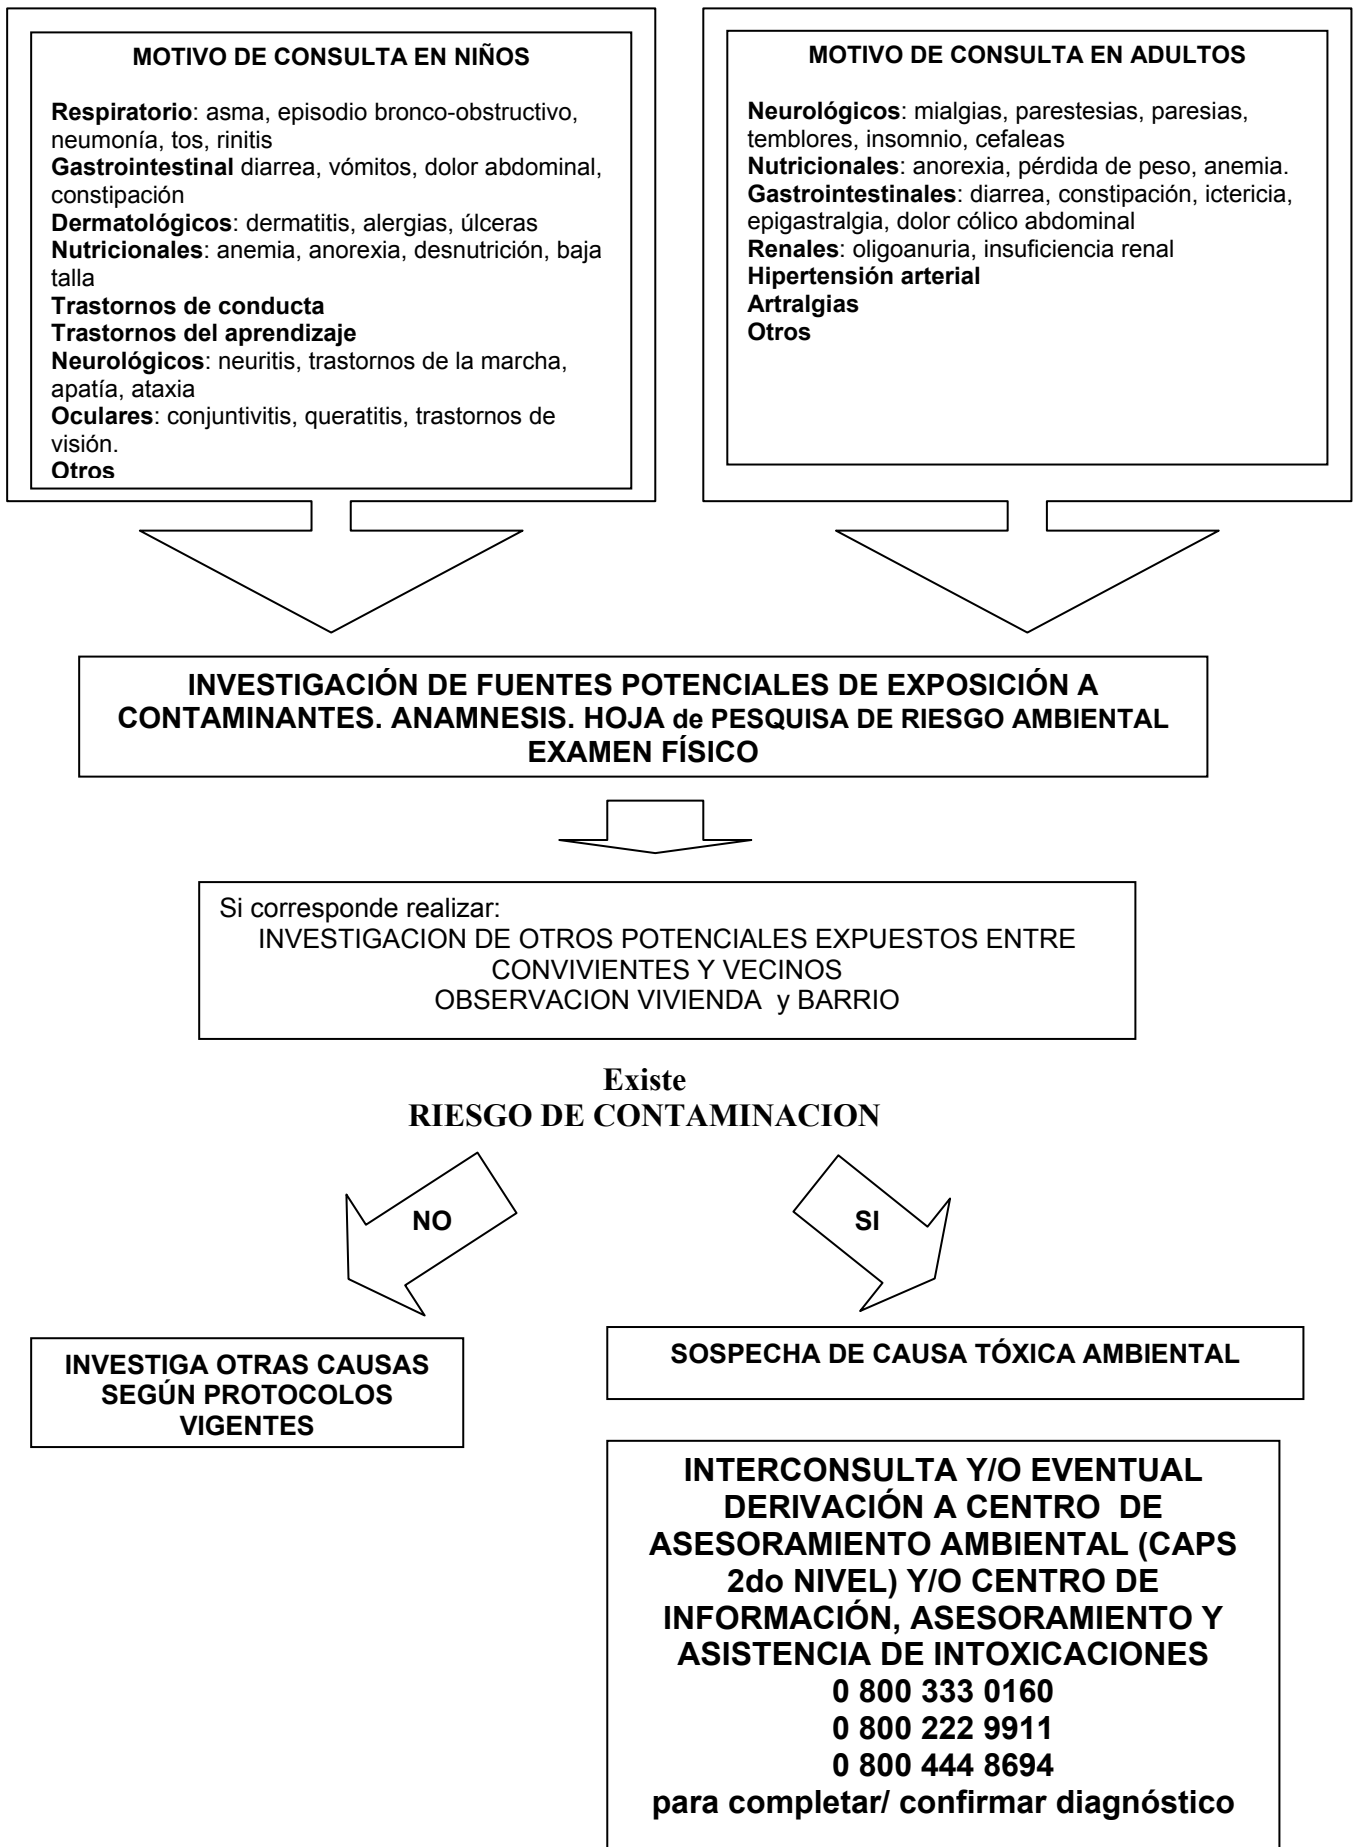 MOTIVO DE CONSULTA EN NIÑOS
Respiratorio: asma, episodio bronco-obstructivo,
neumonía, tos, rinitis
Gastrointestinal diarrea, vómitos, dolor abdominal,
constipación
Dermatológicos: dermatitis, alergias, úlceras
Nutricionales: anemia, anorexia, desnutrición, baja
talla
Trastornos de conducta
Trastornos del aprendizaje
Neurológicos: neuritis, trastornos de la marcha,
apatía, ataxia
Oculares: conjuntivitis, queratitis, trastornos de
visión.
Otros
MOTIVO DE CONSULTA EN ADULTOS
Neurológicos: mialgias, parestesias, paresias,
temblores, insomnio, cefaleas
Nutricionales: anorexia, pérdida de peso, anemia.
Gastrointestinales: diarrea, constipación, ictericia,
epigastralgia, dolor cólico abdominal
Renales: oligoanuria, insuficiencia renal
Hipertensión arterial
Artralgias
Otros
INVESTIGACIÓN DE FUENTES POTENCIALES DE EXPOSICIÓN A
CONTAMINANTES. ANAMNESIS. HOJA de PESQUISA DE RIESGO AMBIENTAL
EXAMEN FÍSICO
Si corresponde realizar:
INVESTIGACION DE OTROS POTENCIALES EXPUESTOS ENTRE
CONVIVIENTES Y VECINOS
OBSERVACION VIVIENDA y BARRIO
Existe
RIESGO DE CONTAMINACION
NO
SI
INVESTIGA OTRAS CAUSAS
SEGÚN PROTOCOLOS
VIGENTES
SOSPECHA DE CAUSA TÓXICA AMBIENTAL
INTERCONSULTA Y/O EVENTUAL
DERIVACIÓN A CENTRO DE
ASESORAMIENTO AMBIENTAL (CAPS
2do NIVEL) Y/O CENTRO DE
INFORMACIÓN, ASESORAMIENTO Y
ASISTENCIA DE INTOXICACIONES
0 800 333 0160
0 800 222 9911
0 800 444 8694
para completar/ confirmar diagnóstico